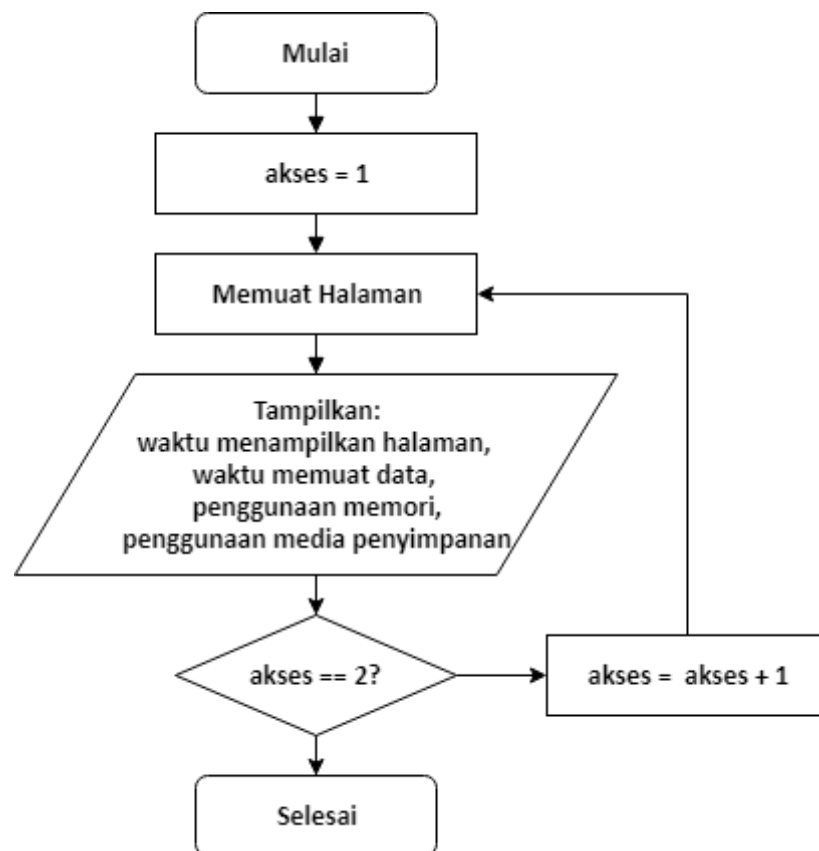 Mulai
akses = 1
Memuat Halaman
Tampilkan:
waktu menampilkan halaman,
waktu memuat data,
penggunaan memori,
penggunaan media penyimpanan
akses == 2?
akses =  akses + 1
Selesai